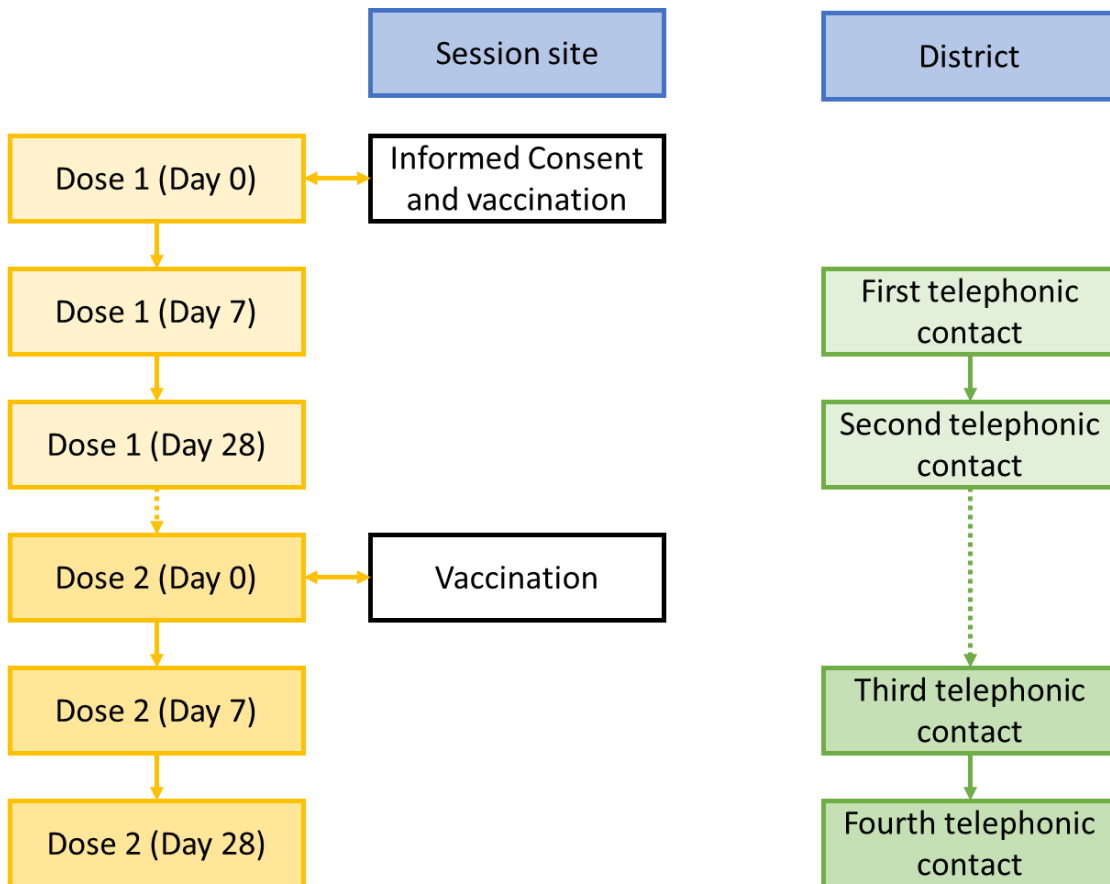 Session site
District
Dose 1 (Day 0)
Informed Consent
and vaccination
Dose 1 (Day 7)
First telephonic
contact
Dose 1 (Day 28)
Second telephonic
contact
Dose 2 (Day 0)
Vaccination
Dose 2 (Day 7)
Third telephonic
contact
Dose 2 (Day 28)
Fourth telephonic
contact